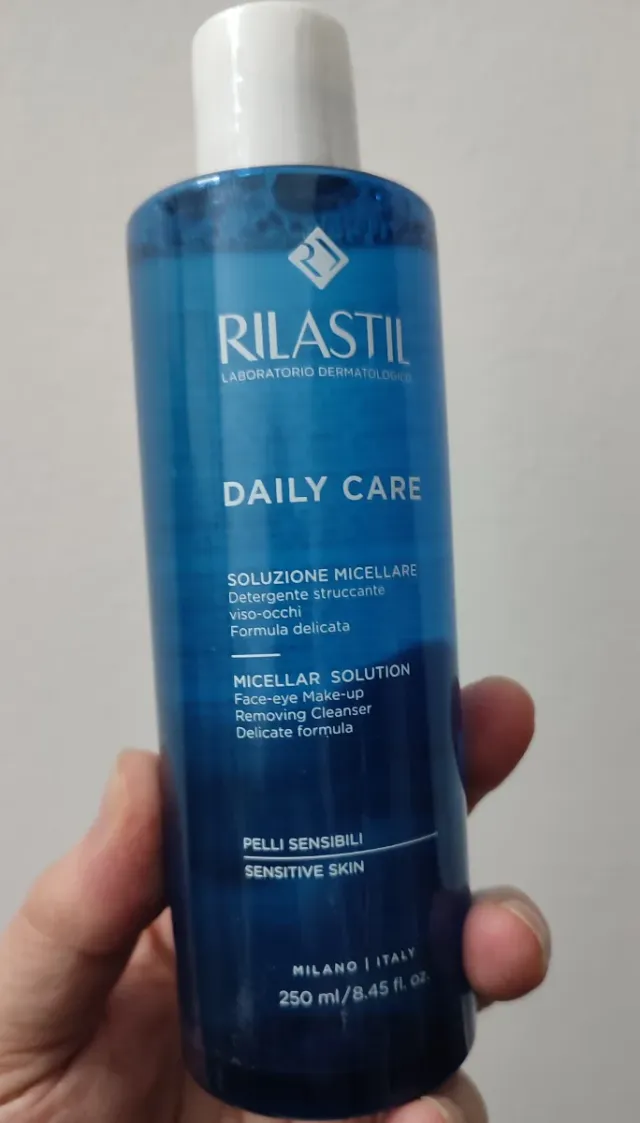 RILASTIL
LABORATORIO DERMATOLOGICO
DAILY CARE
SOLUZIONE MICELLARE
Detergente struccante
viso-occhi
Formula delicata
MICELLAR SOLUTION
Face-eye Make-up
Removing Cleanser
Delicate formula
PELLI SENSIBILI
SENSITIVE SKIN
MILANO | ITALY
250 ml/8.45 fl. oz.